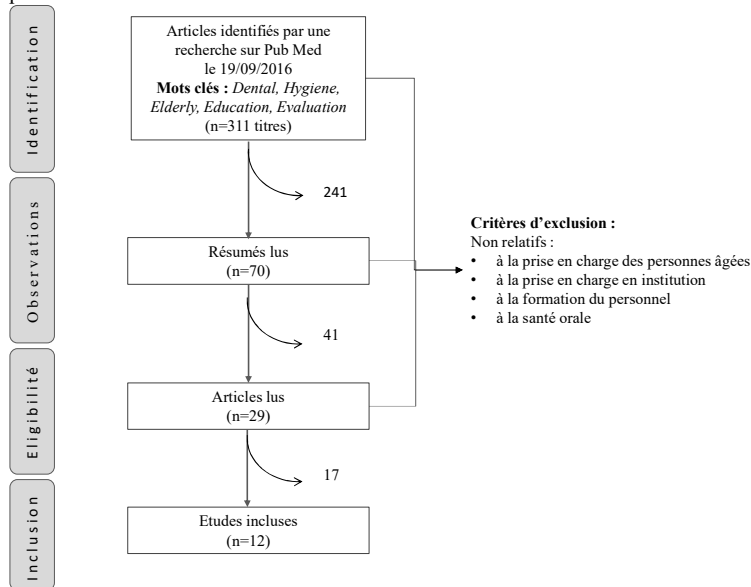 Identification
Articles identifiés par une
recherche sur Pub Med
le 19/09/2016
Mots clés : Dental, Hygiene,
Elderly, Education, Evaluation
(n=311 titres)
241
Observations
Résumés lus
(n=70)
41
Critères d'exclusion :
Non relatifs :
• à la prise en charge des personnes âgées
• à la prise en charge en institution
• à la formation du personnel
• à la santé orale
Eligibilité
Articles lus
(n=29)
17
Inclusion
Etudes incluses
(n=12)